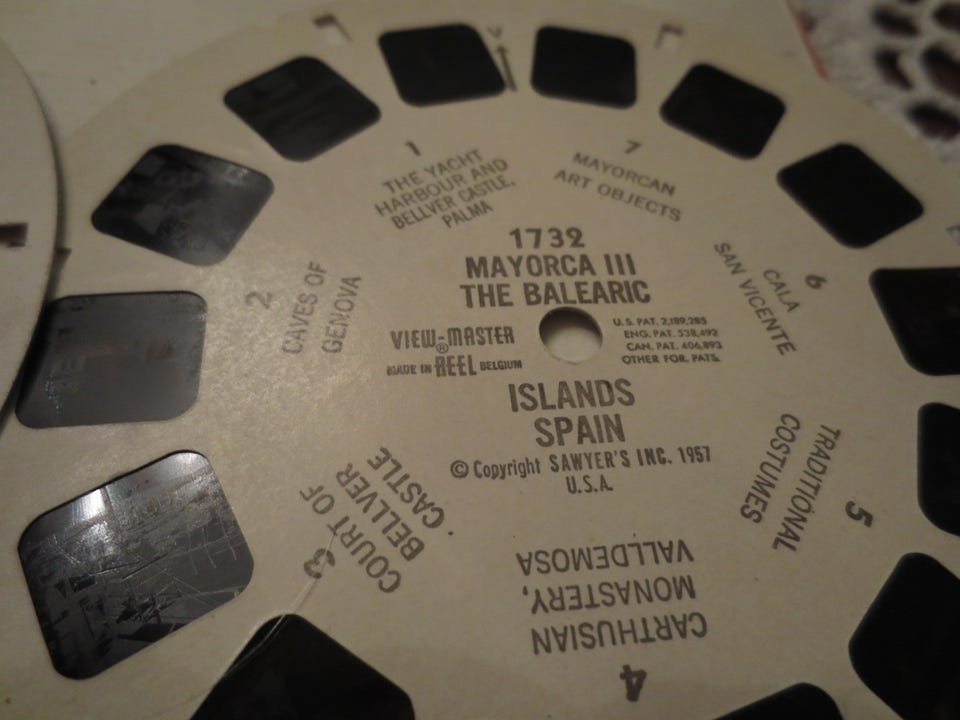 V
1
THE YACHT
HARBOUR AND
BELLVER CASTLE,
PALMA
7
MAYORCAN
ART OBJECTS
1732
MAYORCA III
THE BALEARIC
VIEW-MASTER
®
MADE IN REEL BELGIUM
U.S. PAT. 2,189,285
ENG. PAT. 538,492
CAN. PAT. 406,893
OTHER FOR. PATS.
ISLANDS
SPAIN
© Copyright SAWYER'S INC. 1957
U.S.A.
2
CAVES OF
GENOVA
3
COURT OF
BELLVER
CASTLE
4
CARTHUSIAN
MONASTERY,
VALLDEMOSA
5
TRADITIONAL
COSTUMES
6
CALA
SAN VICENTE